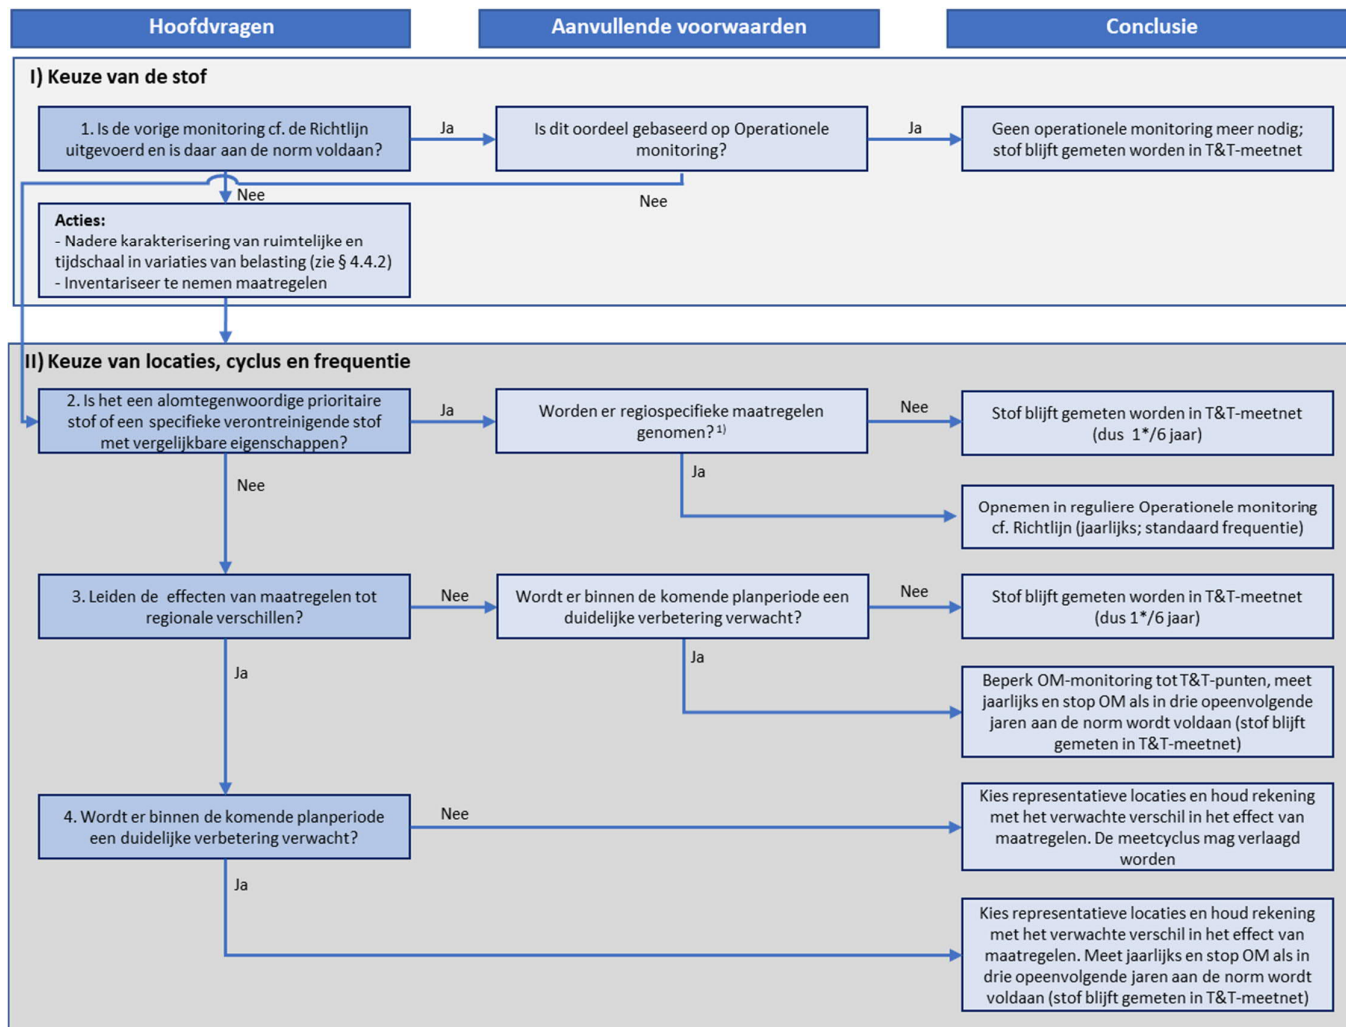 Hoofdvragen
Aanvullende voorwaarden
Conclusie
I) Keuze van de stof
1. Is de vorige monitoring cf. de Richtlijn
uitgevoerd en is daar aan de norm voldaan?
Ja
Is dit oordeel gebaseerd op Operationele
monitoring?
Ja
Geen operationele monitoring meer nodig;
stof blijft gemeten worden in T&T-meetnet
Nee
Nee
Acties:
- Nadere karakterisering van ruimtelijke en
tijdschaal in variaties van belasting (zie § 4.4.2)
- Inventariseer te nemen maatregelen
II) Keuze van locaties, cyclus en frequentie
2. Is het een alomtegenwoordige prioritaire
stof of een specifieke verontreinigende stof
met vergelijkbare eigenschappen?
Ja
Worden er regiospecifieke maatregelen
genomen? 1)
Nee
Stof blijft gemeten worden in T&T-meetnet
(dus 1*/6 jaar)
Nee
Ja
Opnemen in reguliere Operationele monitoring
cf. Richtlijn (jaarlijks; standaard frequentie)
3. Leiden de effecten van maatregelen tot
regionale verschillen?
Nee
Wordt er binnen de komende planperiode een
duidelijke verbetering verwacht?
Nee
Stof blijft gemeten worden in T&T-meetnet
(dus 1*/6 jaar)
Ja
Ja
Beperk OM-monitoring tot T&T-punten, meet
jaarlijks en stop OM als in drie opeenvolgende
jaren aan de norm wordt voldaan (stof blijft
gemeten in T&T-meetnet)
4. Wordt er binnen de komende planperiode
een duidelijke verbetering verwacht?
Nee
Kies representatieve locaties en houd rekening
met het verwachte verschil in het effect van
maatregelen. De meetcyclus mag verlaagd
worden
Ja
Kies representatieve locaties en houd rekening
met het verwachte verschil in het effect van
maatregelen. Meet jaarlijks en stop OM als in
drie opeenvolgende jaren aan de norm wordt
voldaan (stof blijft gemeten in T&T-meetnet)